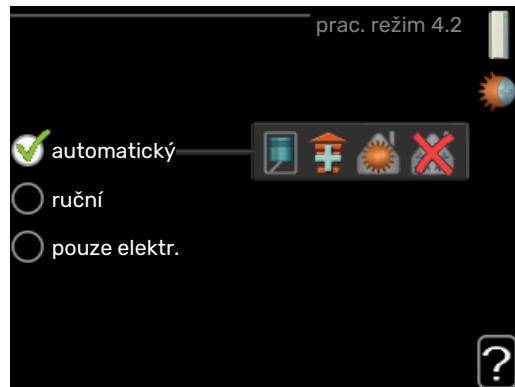 prac. režim 4.2
automatický
ruční
pouze elektr.
?